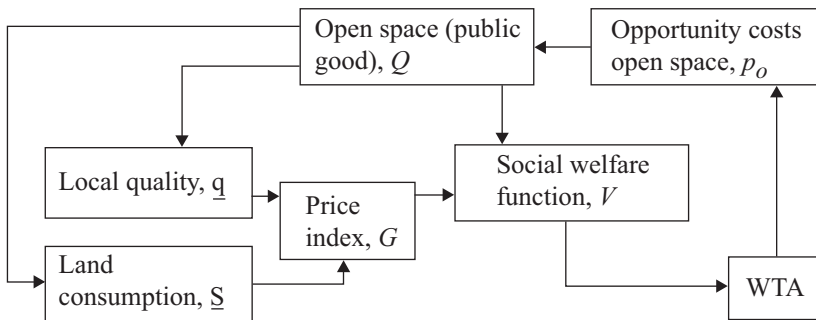 Open space (public
good), Q
Opportunity costs
open space, pₒ
Local quality, q
Price
index, G
Social welfare
function, V
Land
consumption, S
WTA